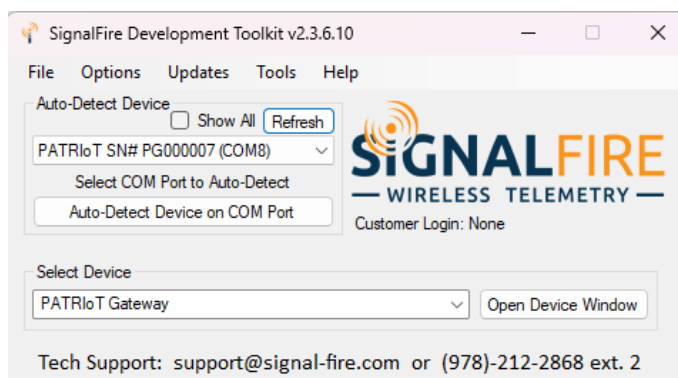 SignalFire Development Toolkit v2.3.6.10
File Options Updates Tools Help
Auto-Detect Device
Show All Refresh
PATRIoT SN# PG000007 (COM8)
Select COM Port to Auto-Detect
Auto-Detect Device on COM Port
SIGNALFIRE
WIRELESS TELEMETRY
Customer Login: None
Select Device
PATRIoT Gateway
Open Device Window
Tech Support: support@signal-fire.com or (978)-212-2868 ext. 2